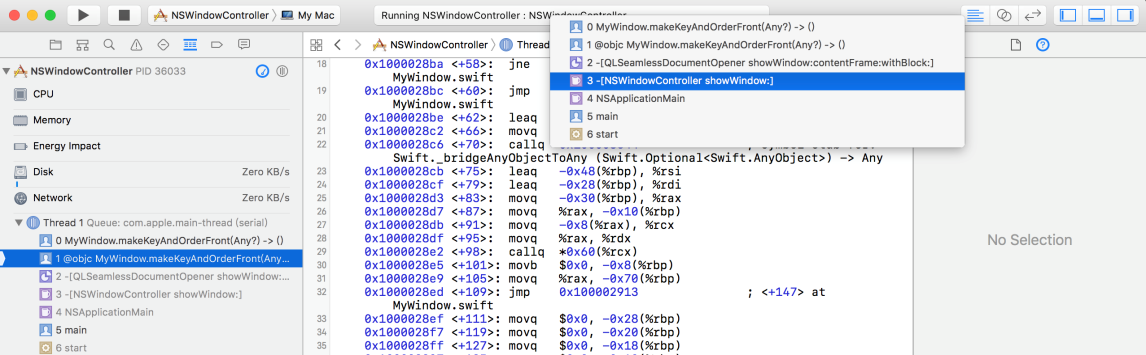 NSWindowController
My Mac
Running NSWindowController : NSWindowController
NSWindowController PID 36033
CPU
Memory
Energy Impact
Disk Zero KB/s
Network Zero KB/s
Thread 1 Queue: com.apple.main-thread (serial)
0 MyWindow.makeKeyAndOrderFront(Any?) -> ()
1 @objc MyWindow.makeKeyAndOrderFront(Any...
2 -[QLSeamlessDocumentOpener showWindow:...
3 -[NSWindowController showWindow:]
4 NSApplicationMain
5 main
6 start
NSWindowController Thread
18 0x1000028ba <+58>: jne
MyWindow.swift
19 0x1000028bc <+60>: jmp
MyWindow.swift
20 0x1000028be <+62>: leaq
21 0x1000028c2 <+66>: movq
22 0x1000028c6 <+70>: callq
Swift._bridgeAnyObjectToAny (Swift.Optional<Swift.AnyObject>) -> Any
23 0x1000028cb <+75>: leaq -0x48(%rbp), %rsi
24 0x1000028cf <+79>: leaq -0x28(%rbp), %rdi
25 0x1000028d3 <+83>: movq -0x30(%rbp), %rax
26 0x1000028d7 <+87>: movq %rax, -0x10(%rbp)
27 0x1000028db <+91>: movq -0x8(%rax), %rcx
28 0x1000028df <+95>: movq %rax, %rdx
29 0x1000028e2 <+98>: callq *0x60(%rcx)
30 0x1000028e5 <+101>: movb $0x0, -0x8(%rbp)
31 0x1000028e9 <+105>: movq %rax, -0x70(%rbp)
32 0x1000028ed <+109>: jmp 0x100002913 ; <+147> at
MyWindow.swift
33 0x1000028ef <+111>: movq $0x0, -0x28(%rbp)
34 0x1000028f7 <+119>: movq $0x0, -0x20(%rbp)
35 0x1000028ff <+127>: movq $0x0, -0x18(%rbp)
0 MyWindow.makeKeyAndOrderFront(Any?) -> ()
1 @objc MyWindow.makeKeyAndOrderFront(Any?) -> ()
2 -[QLSeamlessDocumentOpener showWindow:contentFrame:withBlock:]
3 -[NSWindowController showWindow:]
4 NSApplicationMain
5 main
6 start
No Selection